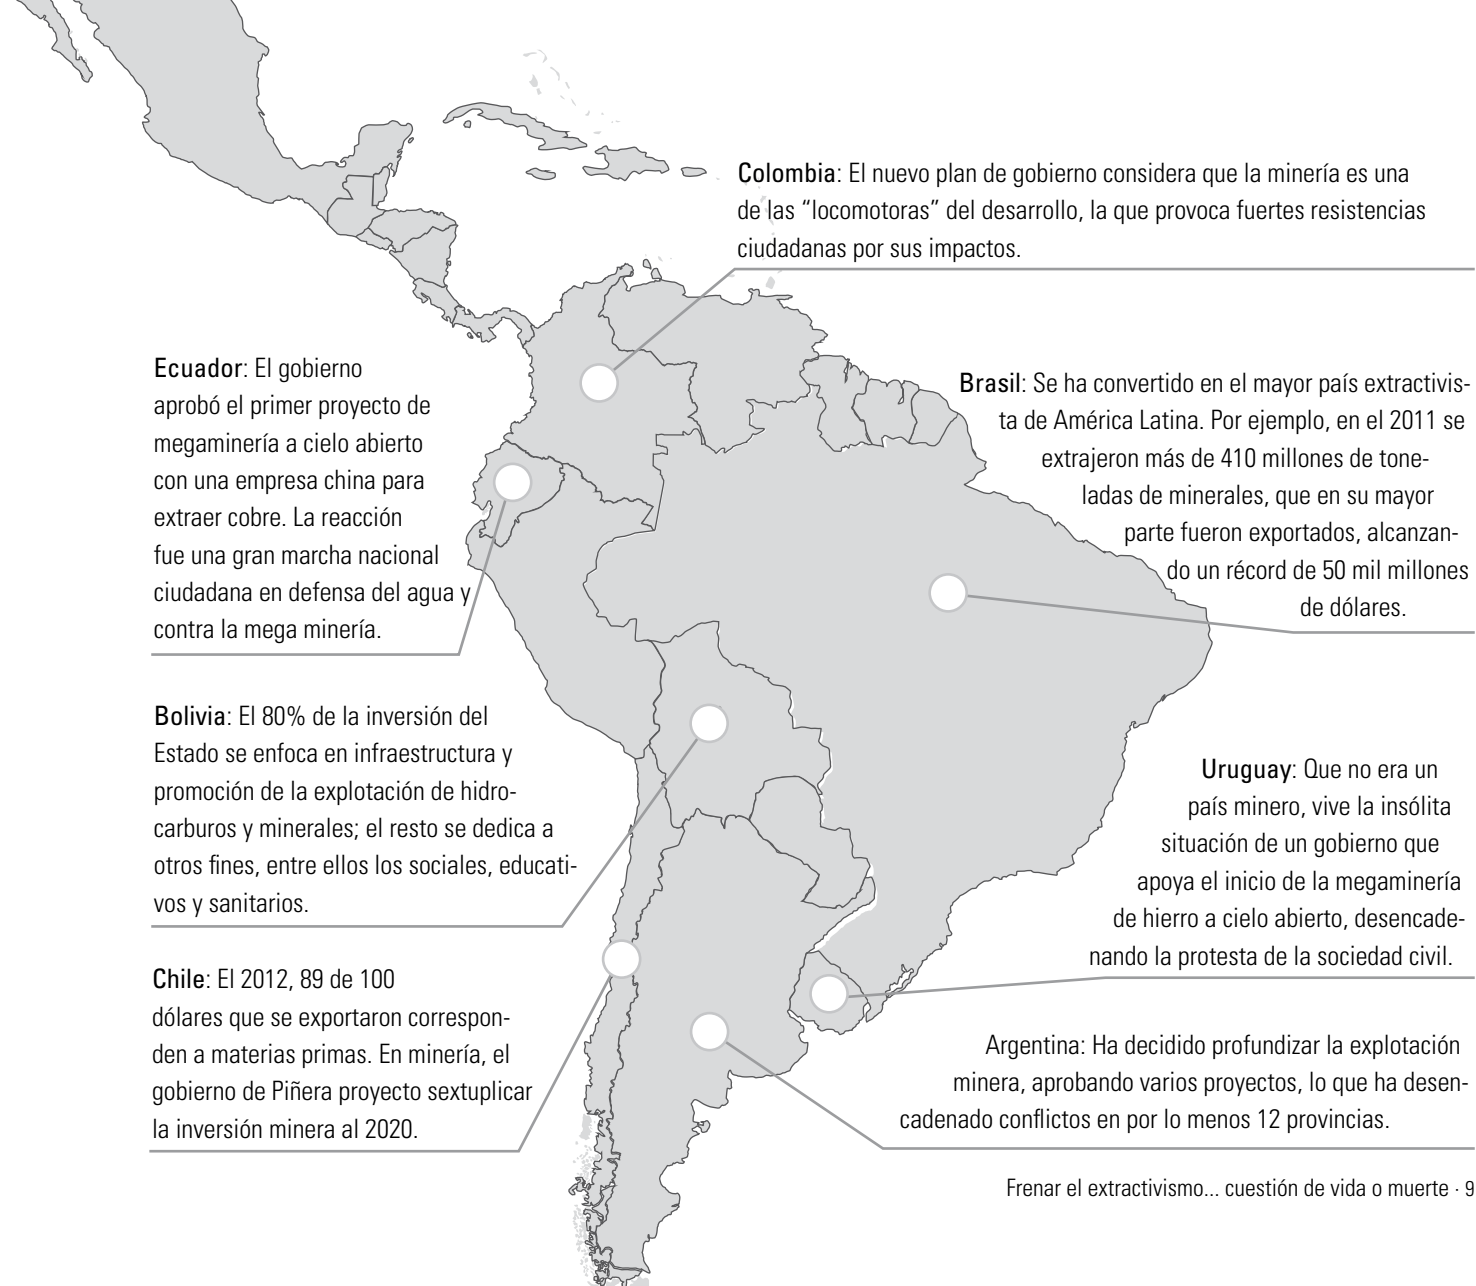 Colombia: El nuevo plan de gobierno considera que la minería es una
de las “locomotoras” del desarrollo, la que provoca fuertes resistencias
ciudadanas por sus impactos.
Ecuador: El gobierno
aprobó el primer proyecto de
megaminería a cielo abierto
con una empresa china para
extraer cobre. La reacción
fue una gran marcha nacional
ciudadana en defensa del agua y
contra la mega minería.
Brasil: Se ha convertido en el mayor país extractivis-
ta de América Latina. Por ejemplo, en el 2011 se
extrajeron más de 410 millones de tone-
ladas de minerales, que en su mayor
parte fueron exportados, alcanzan-
do un récord de 50 mil millones
de dólares.
Bolivia: El 80% de la inversión del
Estado se enfoca en infraestructura y
promoción de la explotación de hidro-
carburos y minerales; el resto se dedica a
otros fines, entre ellos los sociales, educati-
vos y sanitarios.
Uruguay: Que no era un
país minero, vive la insólita
situación de un gobierno que
apoya el inicio de la megaminería
de hierro a cielo abierto, desencade-
nando la protesta de la sociedad civil.
Chile: El 2012, 89 de 100
dólares que se exportaron correspon-
den a materias primas. En minería, el
gobierno de Piñera proyecto sextuplicar
la inversión minera al 2020.
Argentina: Ha decidido profundizar la explotación
minera, aprobando varios proyectos, lo que ha desen-
cadenado conflictos en por lo menos 12 provincias.
Frenar el extractivismo... cuestión de vida o muerte · 9